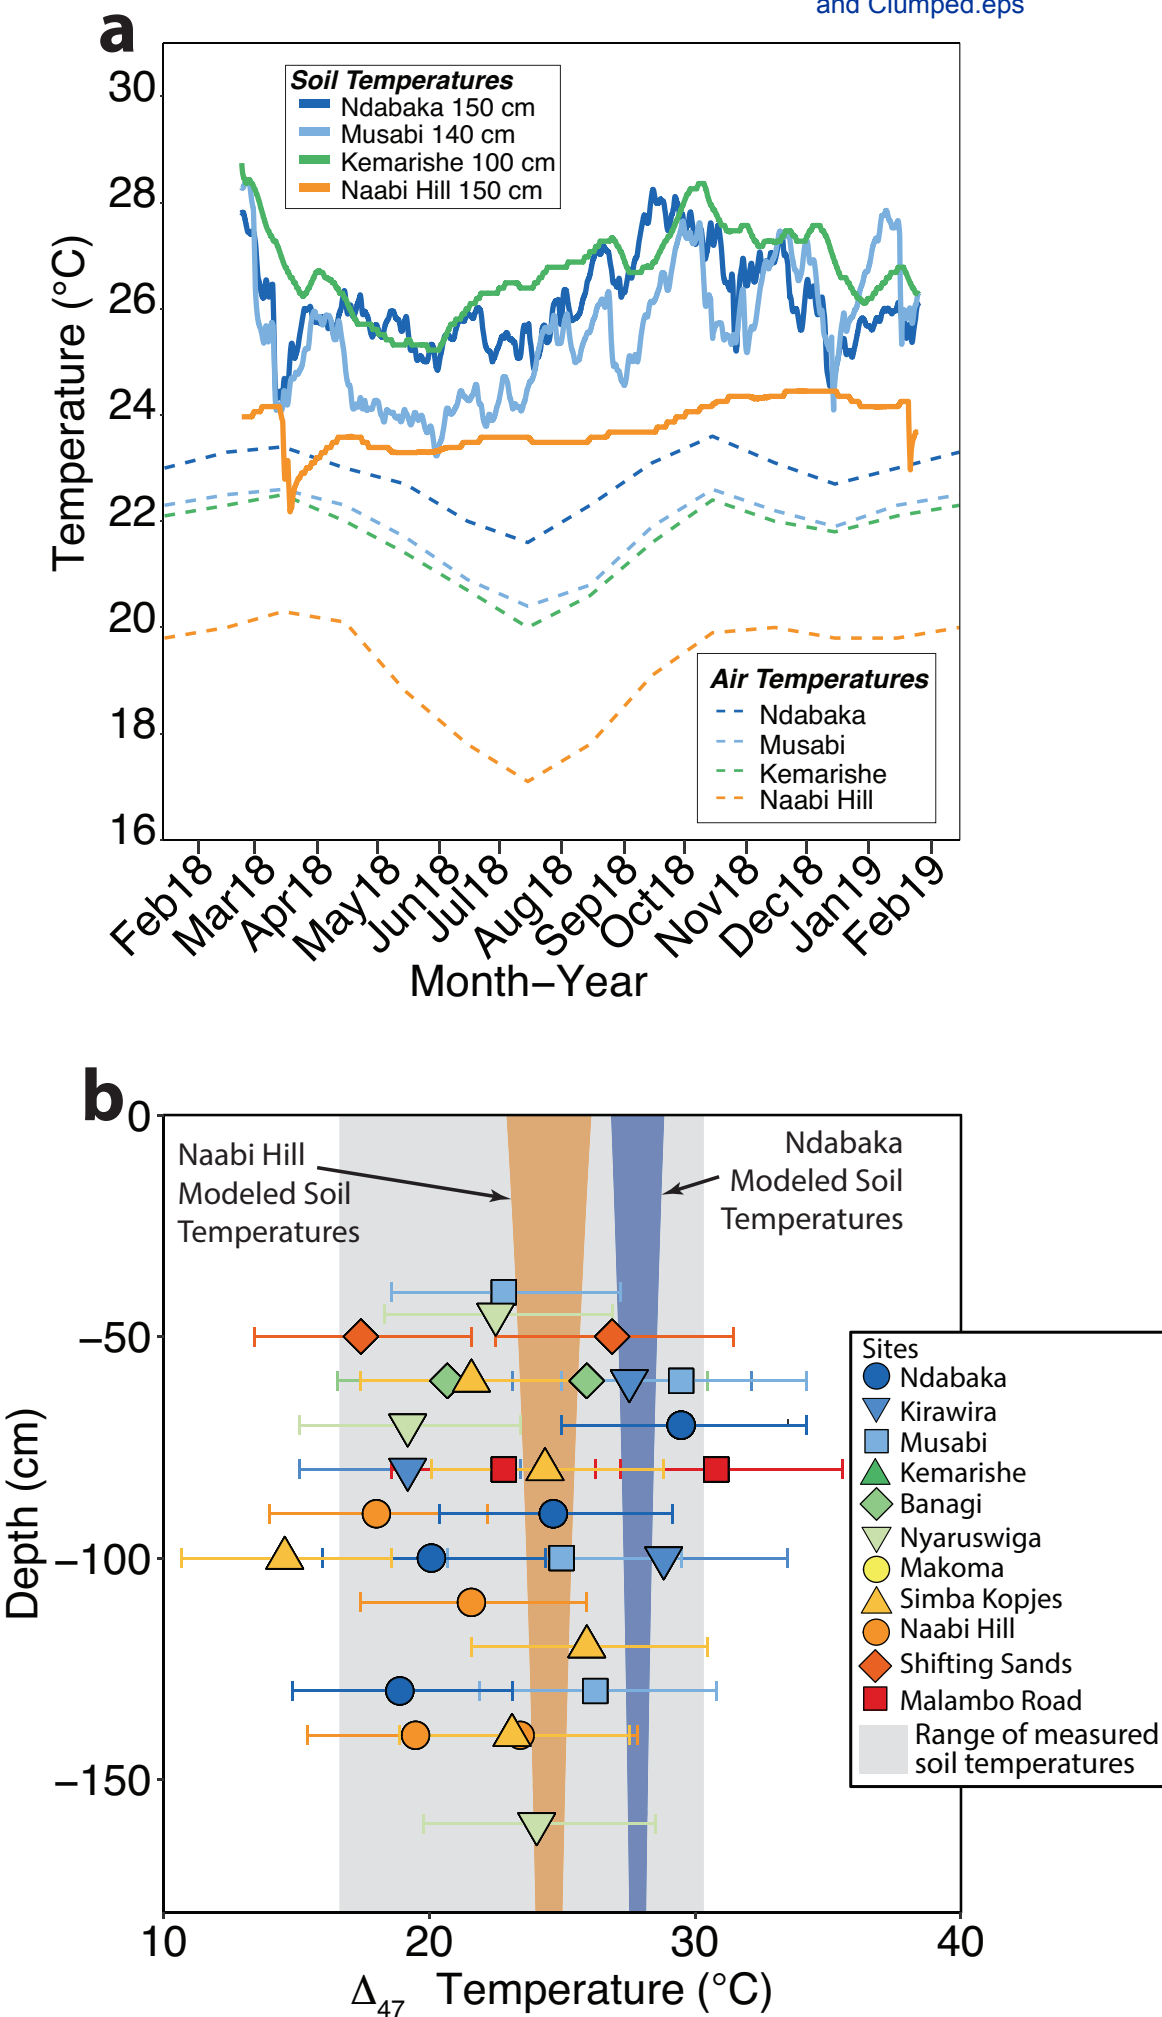 and Clumped.eps
a
Soil Temperatures
Ndabaka 150 cm
Musabi 140 cm
Kemarishe 100 cm
Naabi Hill 150 cm
30
28
26
24
22
20
18
16
Temperature (°C)
Air Temperatures
Ndabaka
Musabi
Kemarishe
Naabi Hill
Feb18
Mar18
Apr18
May18
Jun18
Jul18
Aug18
Sep18
Oct18
Nov18
Dec18
Jan19
Feb19
Month−Year
b
0
−50
−100
−150
Depth (cm)
Naabi Hill
Modeled Soil
Temperatures
Ndabaka
Modeled Soil
Temperatures
Sites
Ndabaka
Kirawira
Musabi
Kemarishe
Banagi
Nyaruswiga
Makoma
Simba Kopjes
Naabi Hill
Shifting Sands
Malambo Road
Range of measured
soil temperatures
10
20
30
40
Δ47 Temperature (°C)